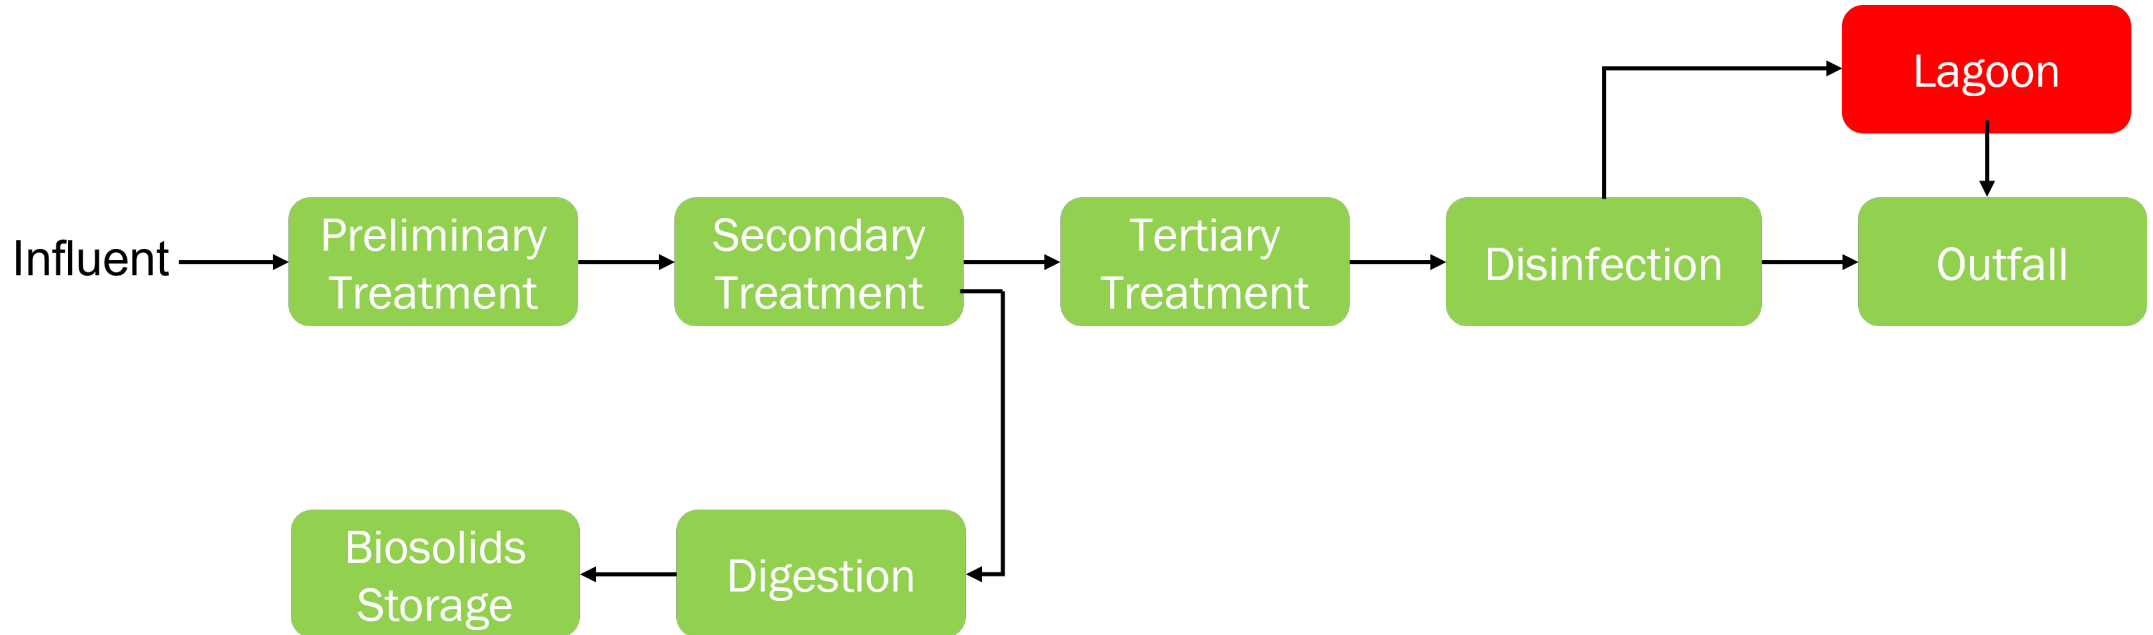 Lagoon
Influent
Preliminary
Treatment
Secondary
Treatment
Tertiary
Treatment
Disinfection
Outfall
Biosolids
Storage
Digestion